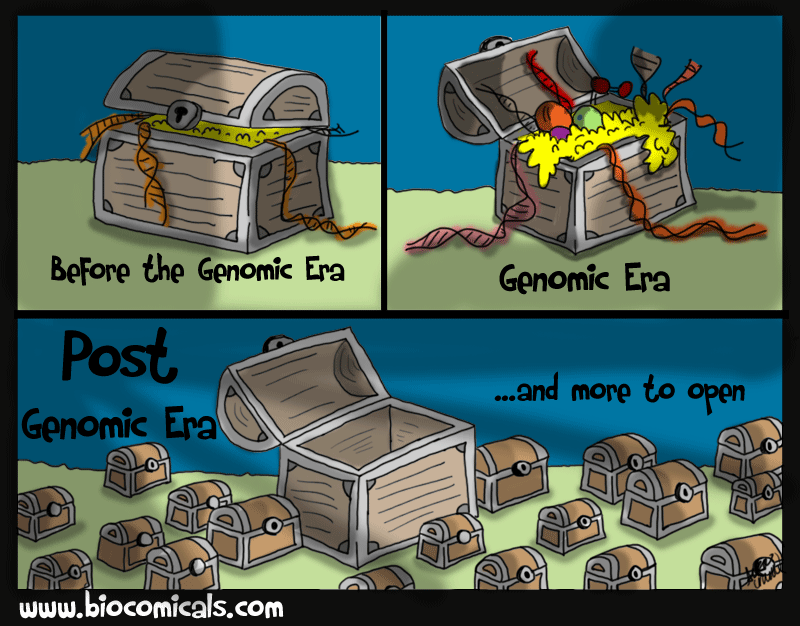 Before the Genomic Era
Genomic Era
Post
Genomic Era
...and more to open
www.biocomicals.com